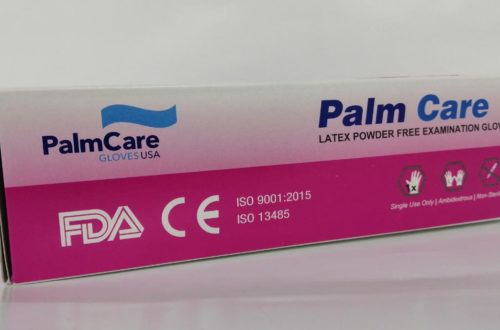 PalmCare
GLOVES USA
Palm Care
LATEX POWDER FREE EXAMINATION
FDA CE
ISO 9001:2015
ISO 13485
1x
Single Use Only | Ambidextrous |